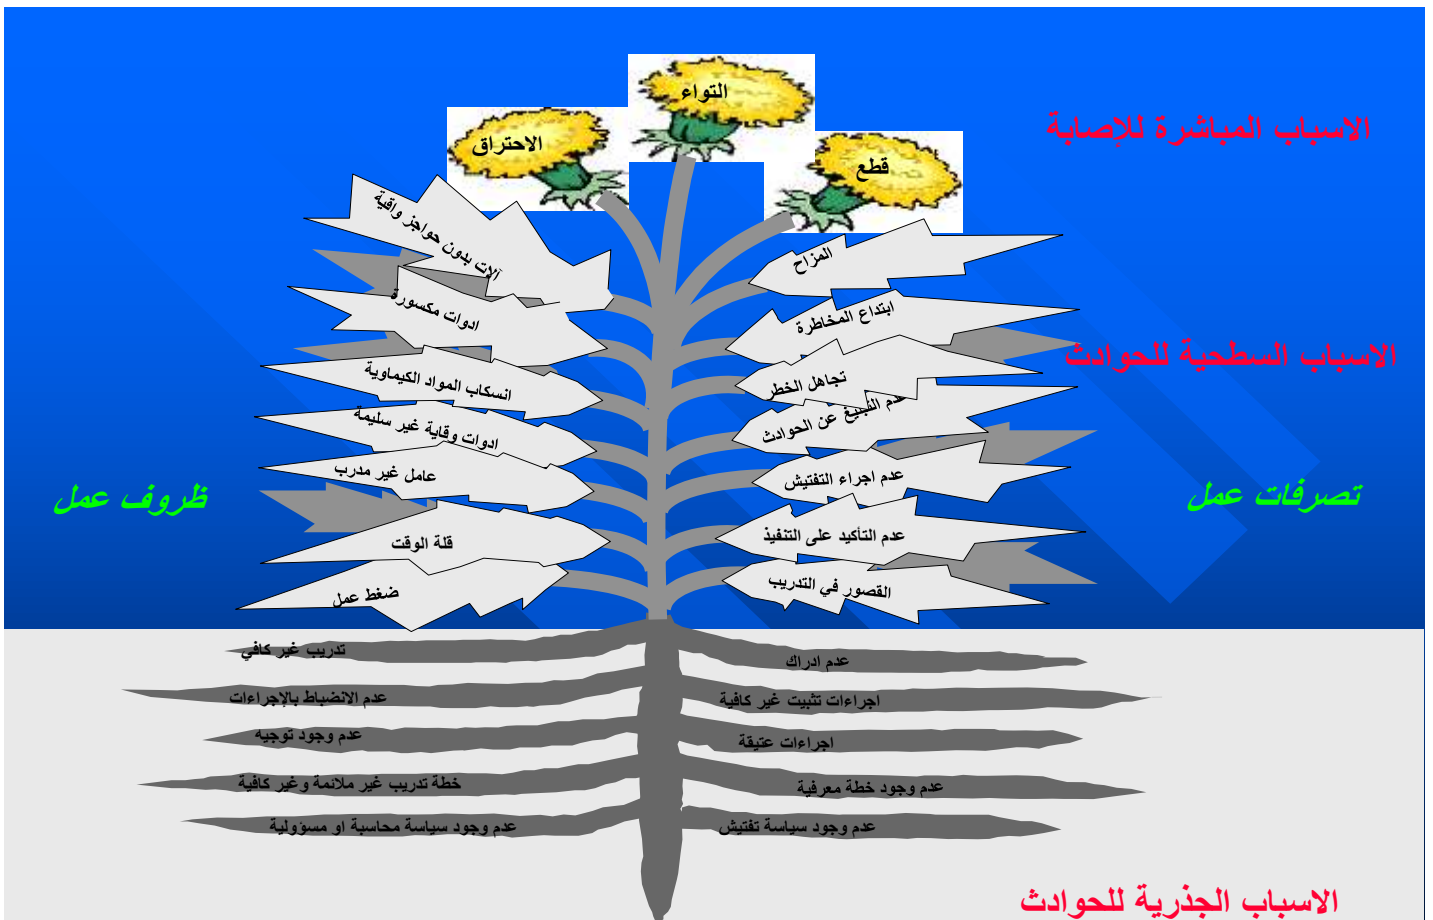 التواء
الاحتراق
قطع
الاسباب المباشرة للإصابة
آلات بدون حواجز واقية
المزاح
ادوات مكسورة
ابتداع المخاطرة
الاسباب السطحية للحوادث
انسكاب المواد الكيماوية
تجاهل الخطر
ادوات وقاية غير سليمة
عدم التبيغ عن الحوادث
عامل غير مدرب
عدم اجراء التفتيش
ظروف عمل
تصرفات عمل
قلة الوقت
عدم التأكيد على التنفيذ
ضغط عمل
القصور في التدريب
تدريب غير كافي
عدم ادراك
عدم الانضباط بالإجراءات
اجراءات تثبيت غير كافية
عدم وجود توجيه
اجراءات عتيقة
خطة تدريب غير ملائمة وغير كافية
عدم وجود خطة معرفية
عدم وجود سياسة محاسبة او مسؤولية
عدم وجود سياسة تفتيش
الاسباب الجذرية للحوادث